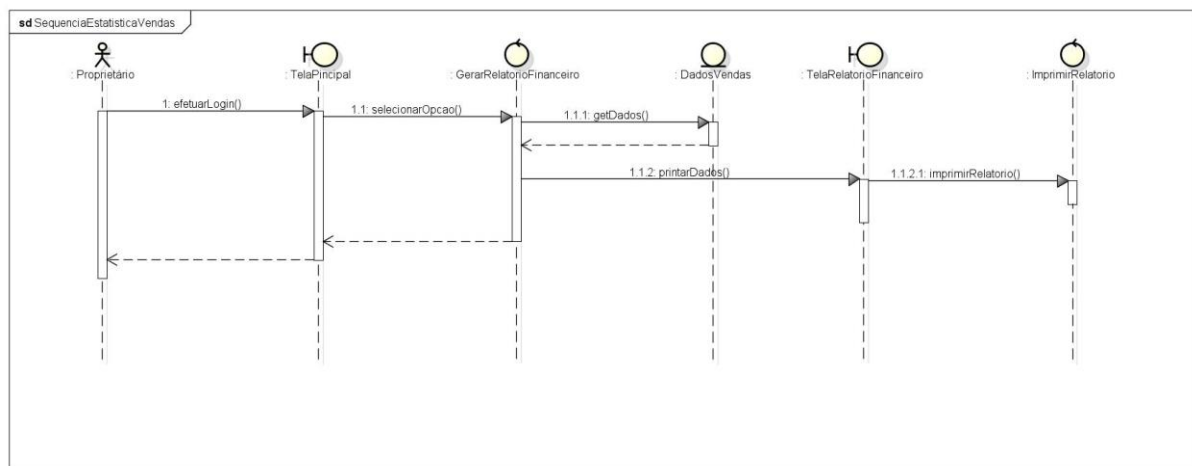 sd SequenciaEstatisticaVendas
: Proprietário
: TelaPincipal
: GerarRelatorioFinanceiro
: DadosVendas
: TelaRelatorioFinanceiro
: ImprimirRelatorio
1: efetuarLogin()
1.1: selecionarOpcao()
1.1.1: getDados()
1.1.2: printarDados()
1.1.2.1: imprimirRelatorio()